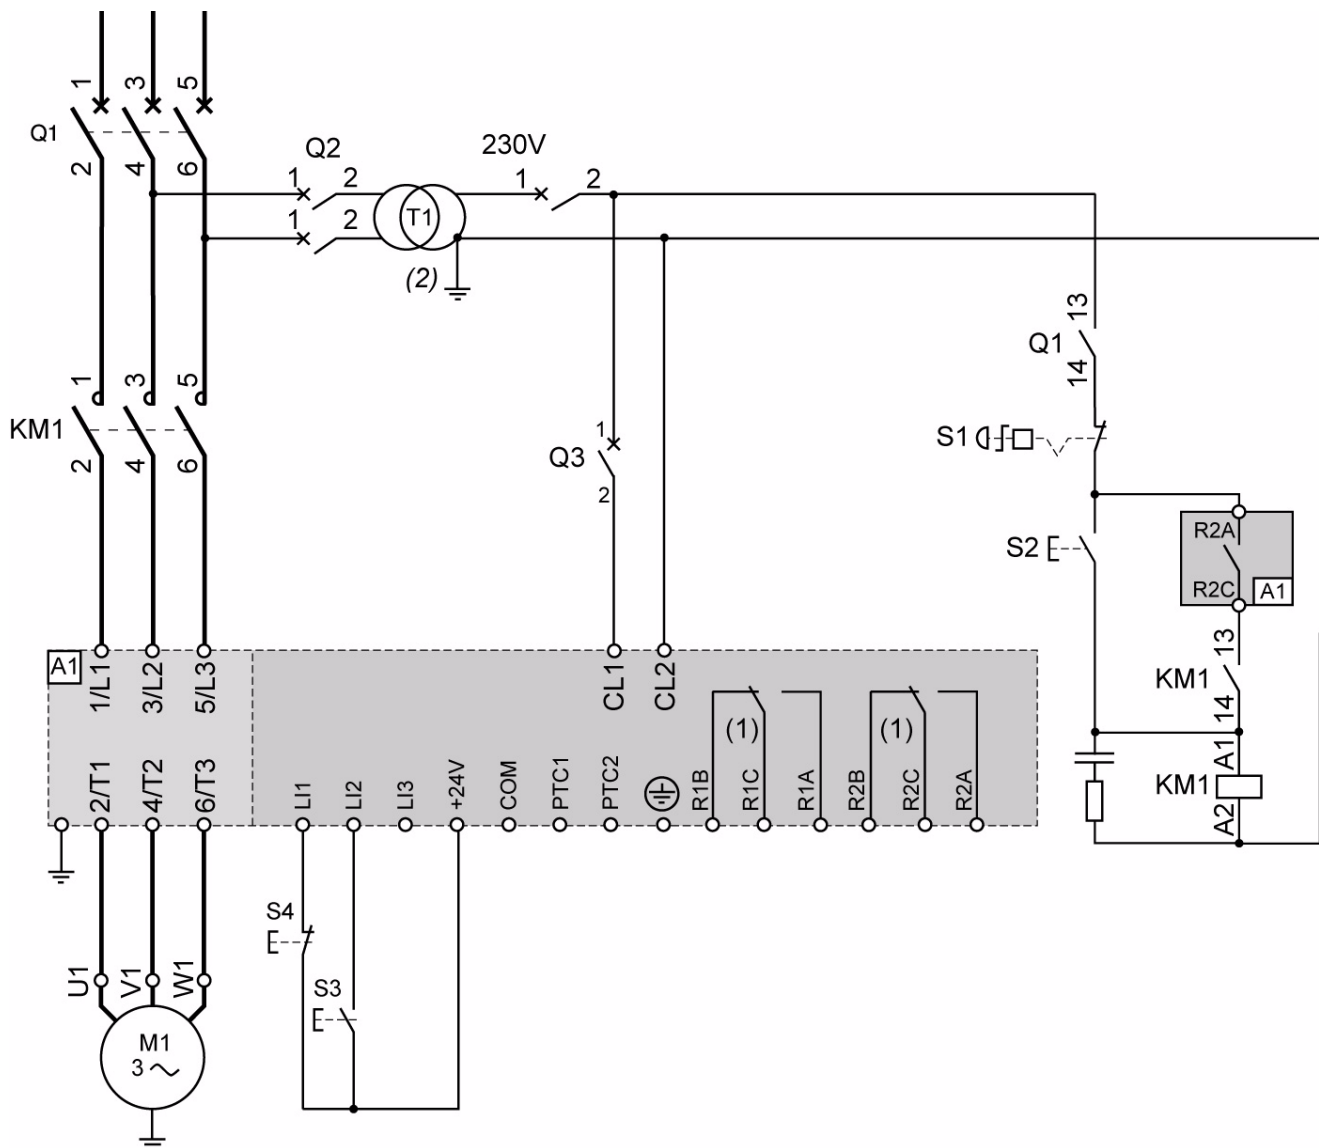 1 3 5
Q1
2 4 6
Q2
230V
1 2
1 2
1 2
T1
(2)
13
Q1
14
1 3 5
KM1
2 4 6
S1
1
Q3
2
S2
R2A
R2C
A1
13
KM1
14
A1
KM1
A2
A1
1/L1 3/L2 5/L3
CL1 CL2
(1) (1)
2/T1 4/T2 6/T3
LI1 LI2 LI3 +24V COM PTC1 PTC2 R1B R1C R1A R2B R2C R2A
S4
S3
U1 V1 W1
M1
3